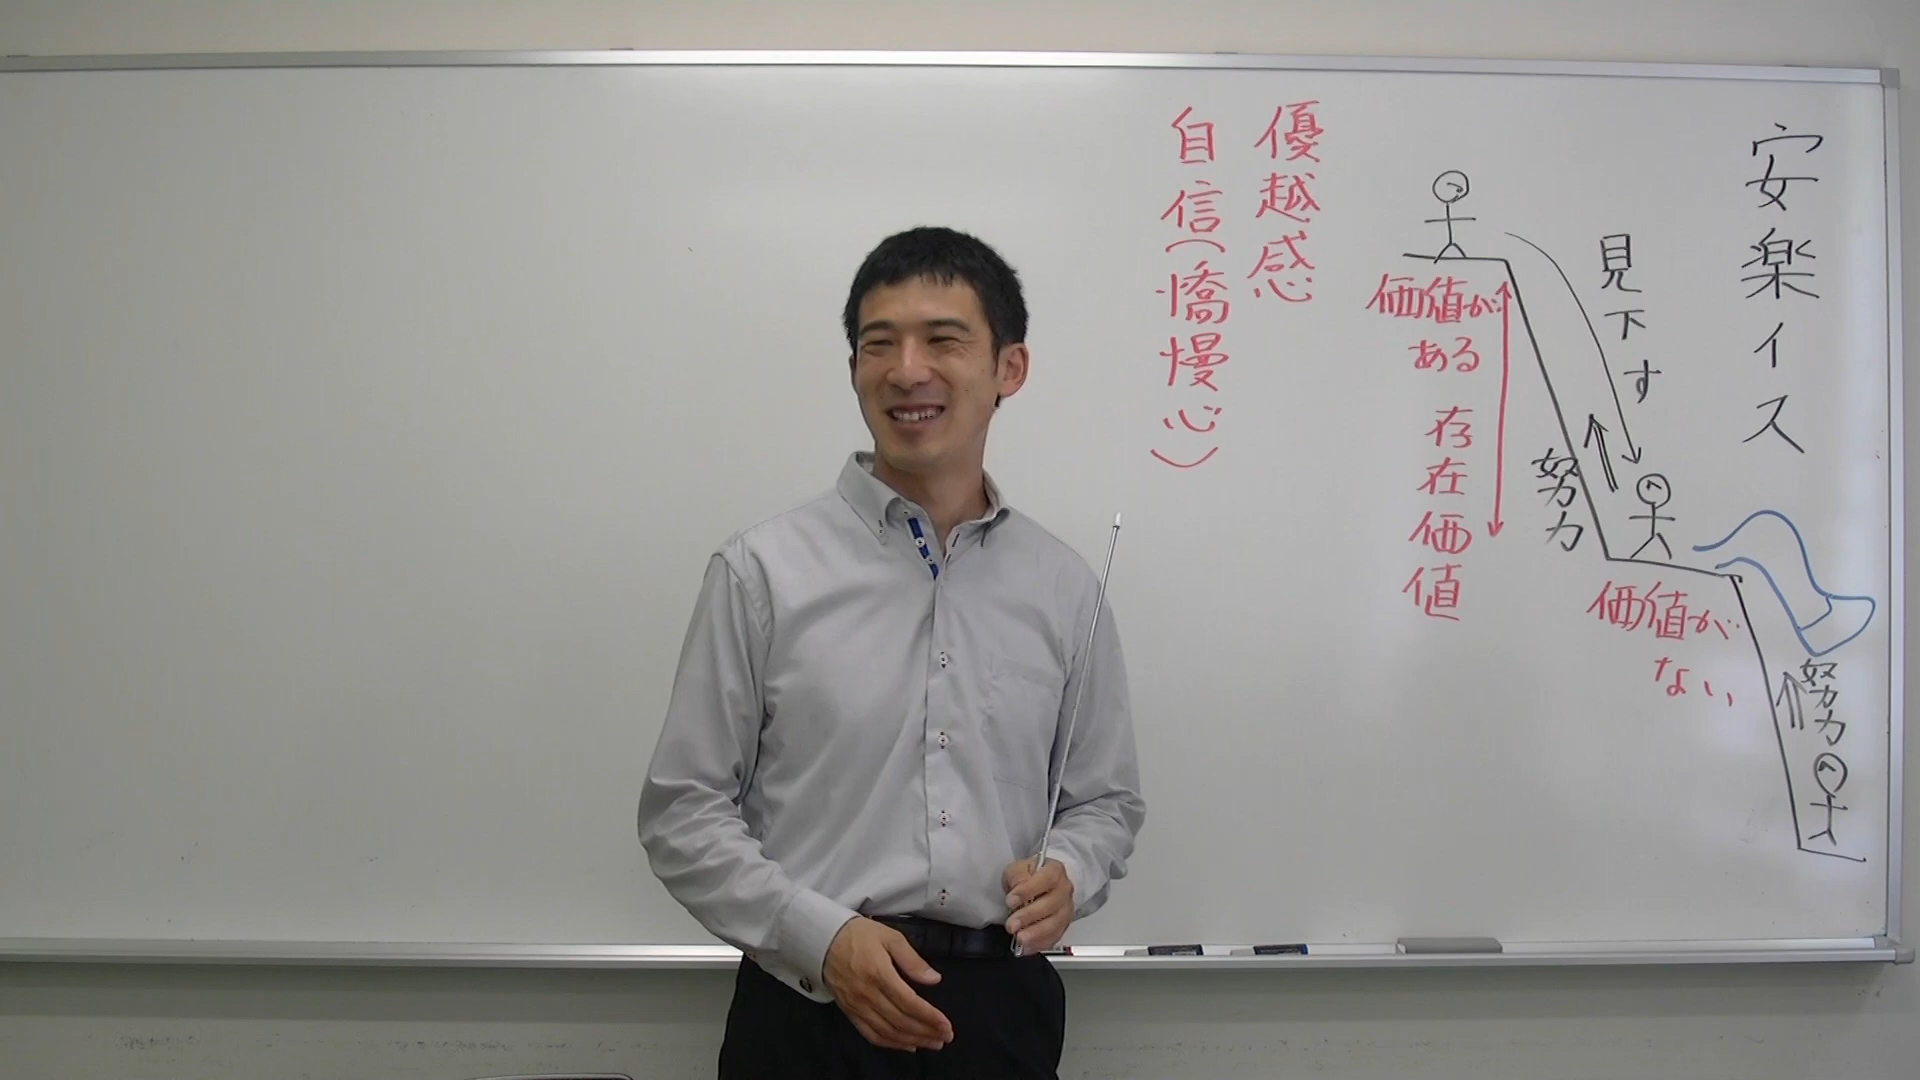 安楽イス
見下す
努力
努力
価値が
ある
存在価値
価値が
ない
優越感
自信(憍慢心)